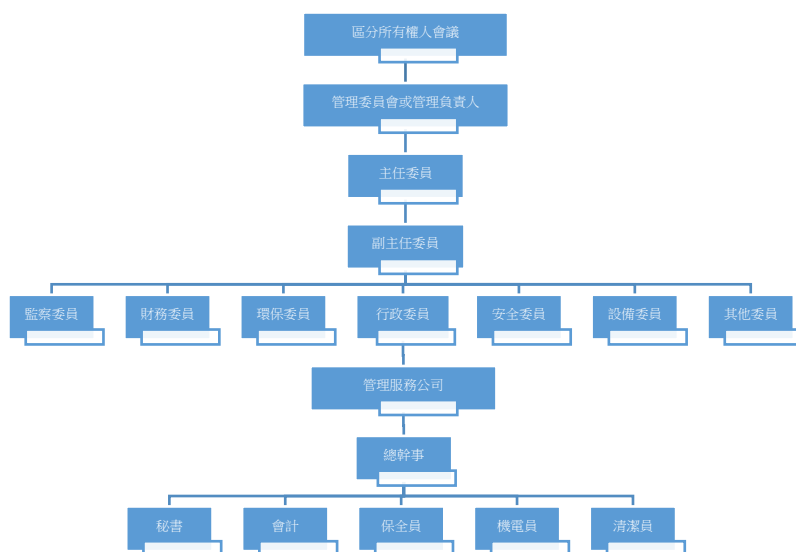 區分所有權人會議
管理委員會或管理負責人
主任委員
副主任委員
監察委員
財務委員
環保委員
行政委員
安全委員
設備委員
其他委員
管理服務公司
總幹事
秘書
會計
保全員
機電員
清潔員